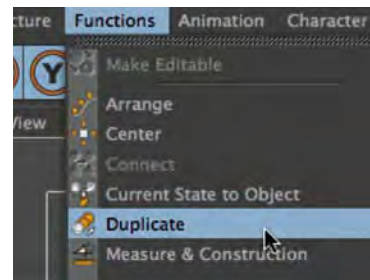 cture Functions Animation Character
Y Make Editable
Arrange
View
Center
Connect
Current State to Object
Duplicate
Measure & Construction